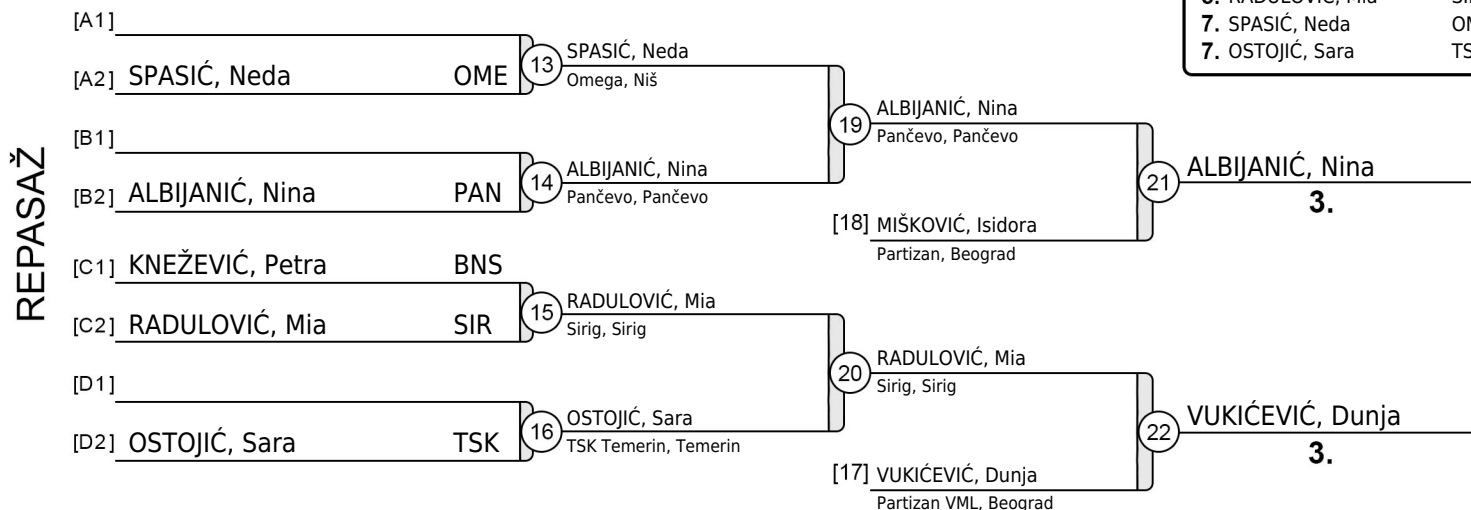 REPASAŽ
[A1]
[A2] SPASIĆ, Neda OME
13
SPASIĆ, Neda
Omega, Niš
[B1]
[B2] ALBIJANIĆ, Nina PAN
14
ALBIJANIĆ, Nina
Pančevo, Pančevo
[C1] KNEŽEVIĆ, Petra BNS
[C2] RADULOVIĆ, Mia SIR
15
RADULOVIĆ, Mia
Sirig, Sirig
[D1]
[D2] OSTOJIĆ, Sara TSK
16
OSTOJIĆ, Sara
TSK Temerin, Temerin
19
ALBIJANIĆ, Nina
Pančevo, Pančevo
[18] MIŠKOVIĆ, Isidora
Partizan, Beograd
20
RADULOVIĆ, Mia
Sirig, Sirig
[17] VUKIĆEVIĆ, Dunja
Partizan VML, Beograd
21
ALBIJANIĆ, Nina
3.
22
VUKIĆEVIĆ, Dunja
3.
7. SPASIĆ, Neda
7. OSTOJIĆ, Sara